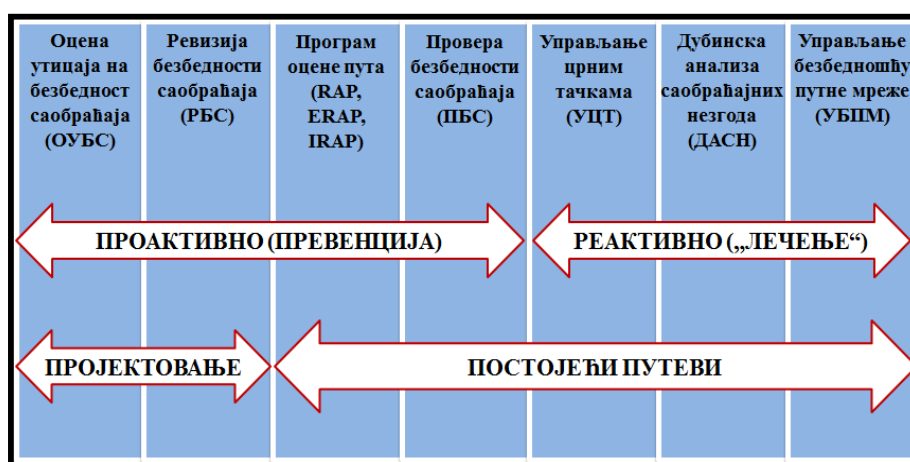 Оцена
утицаја на
безбедност
саобраћаја
(ОУБС)
Ревизија
безбедности
саобраћаја
(РБС)
Програм
оцене пута
(RAP,
ERAP,
IRAP)
Провера
безбедности
саобраћаја
(ПБС)
Управљање
црним
тачкама
(УЦТ)
Дубинска
анализа
саобраћајних
незгода
(ДАСН)
Управљање
безбедношћу
путне мреже
(УБПМ)
ПРОАКТИВНО (ПРЕВЕНЦИЈА)
РЕАКТИВНО („ЛЕЧЕЊЕ“)
ПРОЈЕКТОВАЊЕ
ПОСТОЈЕЋИ ПУТЕВИ